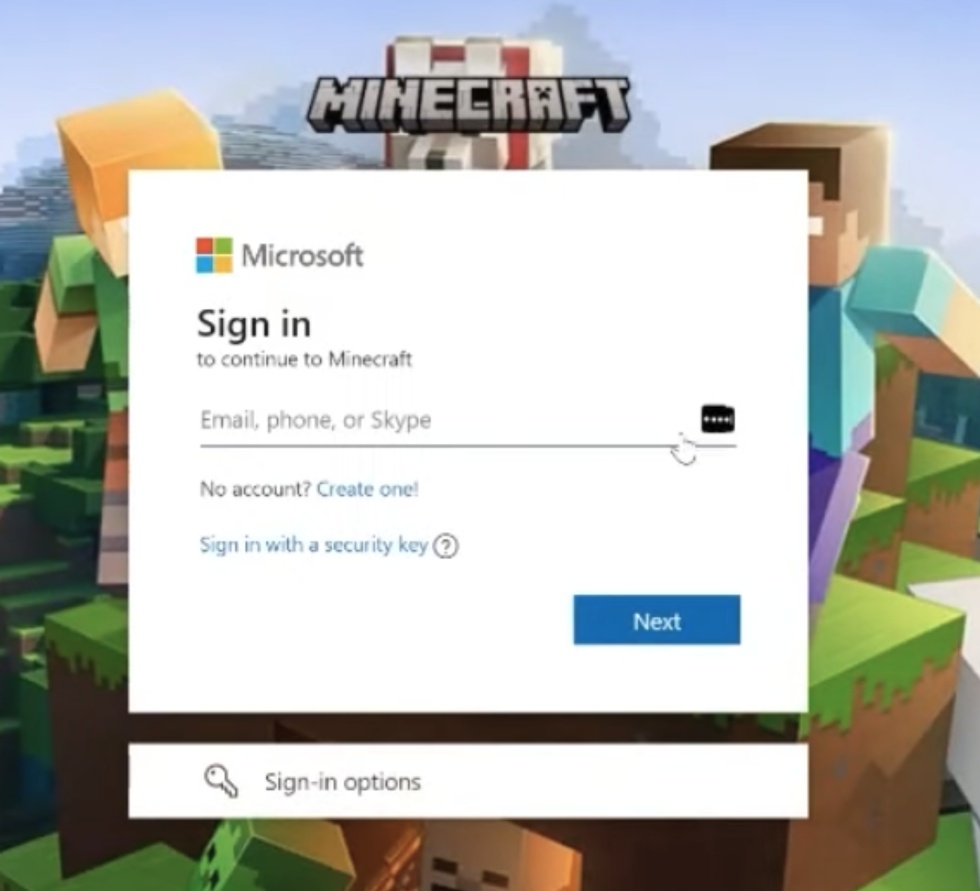 MINECRAFT
Microsoft
Sign in
to continue to Minecraft
Email, phone, or Skype
No account? Create one!
Sign in with a security key ?
Next
Sign-in options